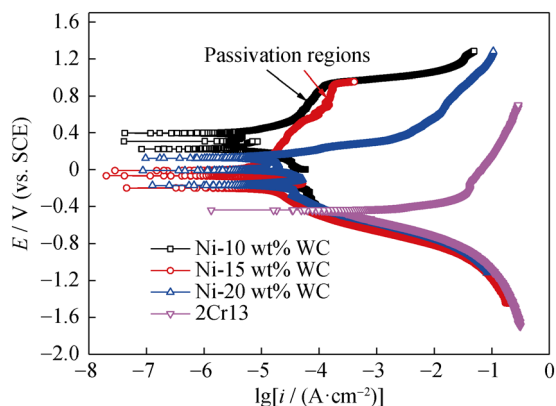 1.6
1.2
Passivation regions
0.8
0.4
0
−0.4
−0.8
−1.2
−1.6
−2.0
E / V (vs. SCE)
Ni-10 wt% WC
Ni-15 wt% WC
Ni-20 wt% WC
2Cr13
−8 −7 −6 −5 −4 −3 −2 −1 0
lg[i / (A·cm⁻²)]